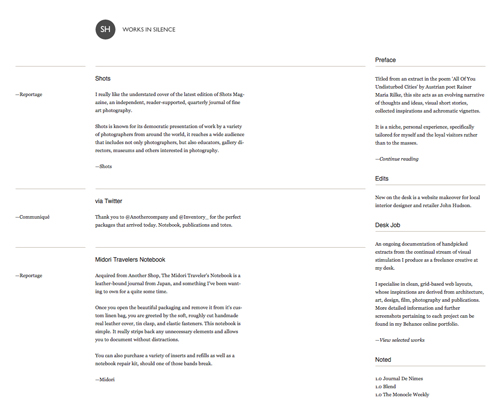 SH
WORKS IN SILENCE
—Reportage
Shots
I really like the understated cover of the latest edition of Shots Mag-
azine, an independent, reader-supported, quarterly journal of fine
art photography.
Shots is known for its democratic presentation of work by a variety
of photographers from around the world, it reaches a wide audience
that includes not only photographers, but also educators, gallery di-
rectors, museums and others interested in photography.
—Shots
—Communiqué
via Twitter
Thank you to @Anothercompany and @Inventory_ for the perfect
packages that arrived today. Notebook, publications and totes.
—Reportage
Midori Travelers Notebook
Acquired from Another Shop, The Midori Traveler's Notebook is a
leather-bound journal from Japan, and something I've been want-
ing to own for a quite some time.
Once you open the beautiful packaging and remove it from it's cus-
tom linen bag, you are greeted by the soft, roughly cut handmade
real leather cover, tin clasp, and elastic fasteners. This notebook is
simple. It really strips back any unnecessary elements and allows
you to document without distractions.
You can also purchase a variety of inserts and refills as well as a
notebook repair kit, should one of those bands break.
—Midori
Preface
Titled from an extract in the poem 'All Of You
Undisturbed Cities' by Austrian poet Rainer
Maria Rilke, this site acts as an evolving narrative
of thoughts and ideas, visual short stories,
collected inspirations and achromatic vignettes.
It is a niche, personal experience, specifically
tailored for myself and the loyal visitors rather
than to the masses.
—Continue reading
Edits
Now on the desk is a website makeover for local
interior designer and retailer John Hudson.
Desk Job
An ongoing documentation of handpicked
extracts from the continual stream of visual
stimulation I produce as a freelance creative at
my desk.
I specialise in clean, grid-based web layouts,
whose inspirations are derived from architecture,
art, design, film, photography and publications.
More detailed information and further
screenshots pertaining to each project can be
found in my Behance online portfolio.
—View selected works
Noted
1.0 Journal De Nimes
1.0 Blend
1.0 The Monocle Weekly